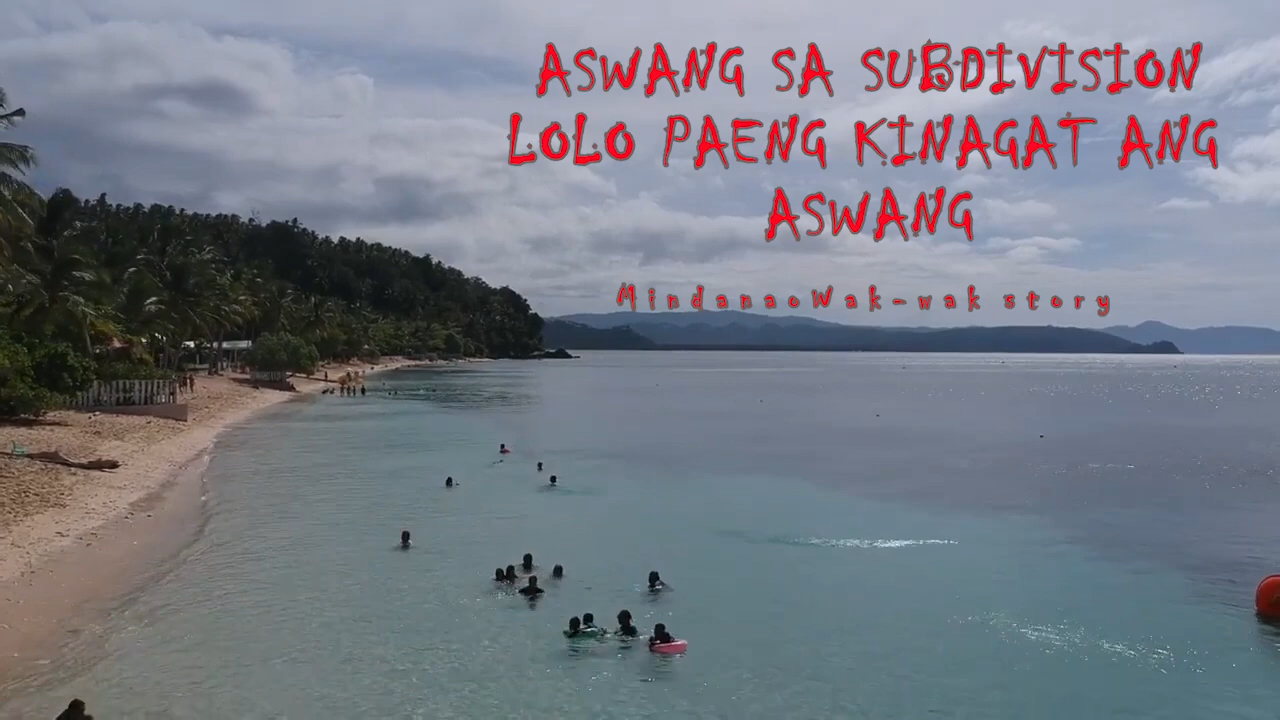 ASWANG SA SUBDIVISION
LOLO PAENG KINAGAT ANG
ASWANG
MindanaoWak-wak story